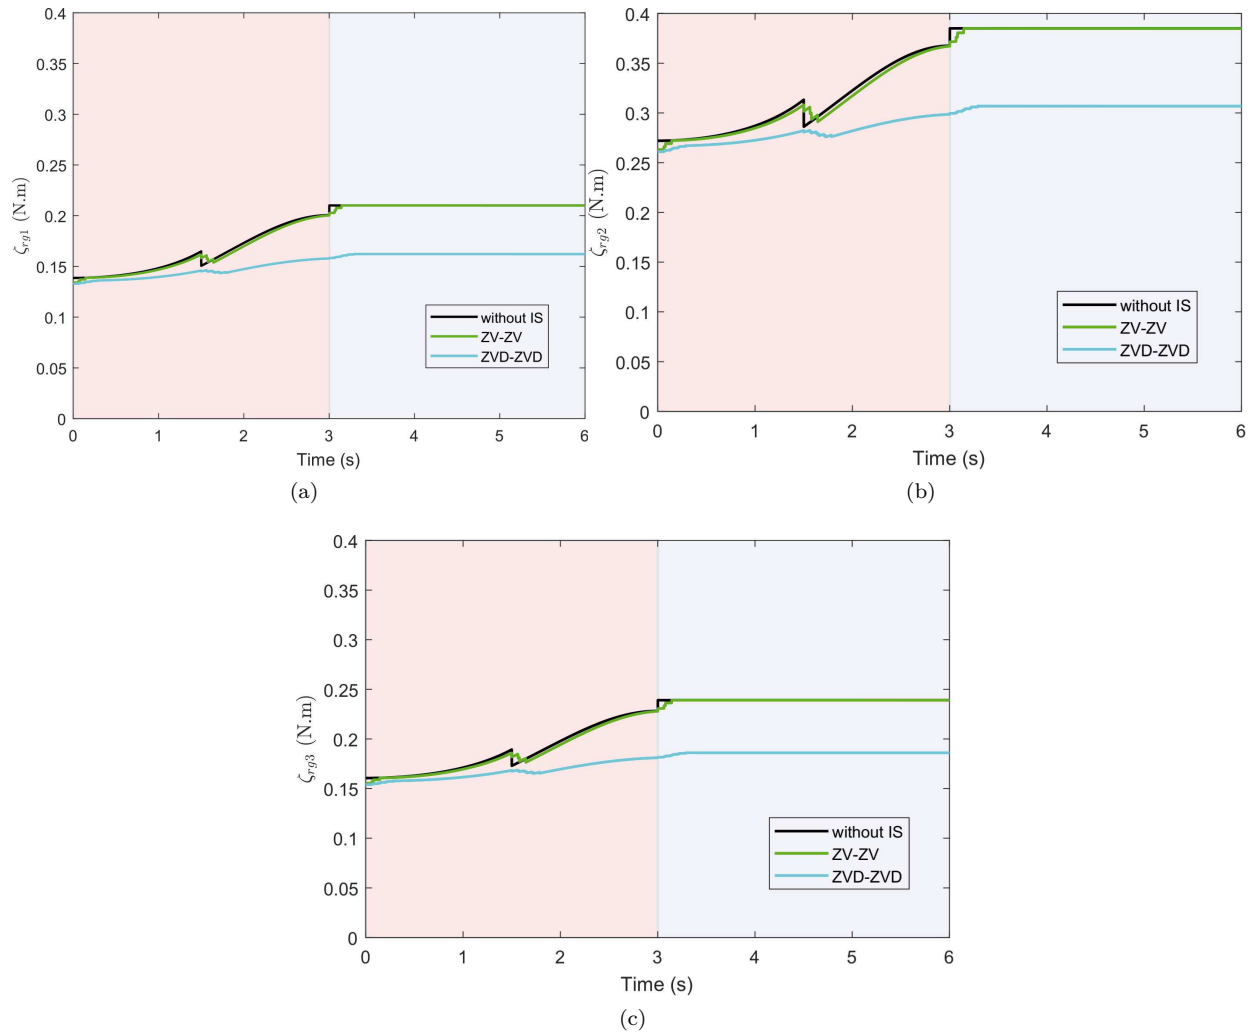 0.4
0.35
0.3
0.25
0.2
0.15
0.1
0.05
0
ζrg1 (N.m)
without IS
ZV-ZV
ZVD-ZVD
0 1 2 3 4 5 6
Time (s)
(a)
0.4
0.35
0.3
0.25
0.2
0.15
0.1
0.05
0
ζrg2 (N.m)
without IS
ZV-ZV
ZVD-ZVD
0 1 2 3 4 5 6
Time (s)
(b)
0.4
0.35
0.3
0.25
0.2
0.15
0.1
0.05
0
ζrg3 (N.m)
without IS
ZV-ZV
ZVD-ZVD
0 1 2 3 4 5 6
Time (s)
(c)